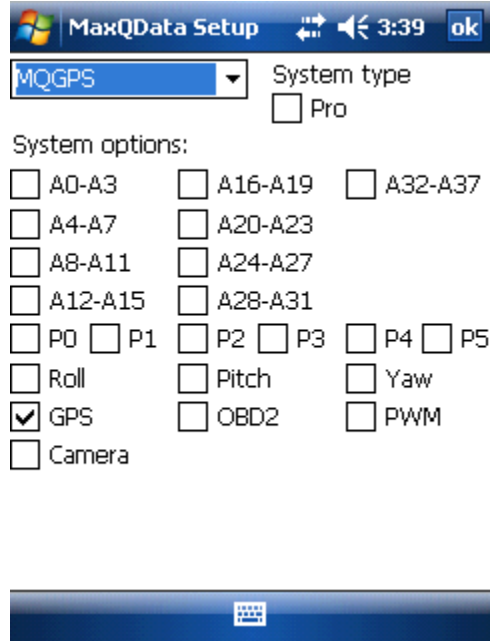 MaxQData Setup 3:39 ok
MQGPS System type
Pro
System options:
A0-A3 A16-A19 A32-A37
A4-A7 A20-A23
A8-A11 A24-A27
A12-A15 A28-A31
P0 P1 P2 P3 P4 P5
Roll Pitch Yaw
GPS OBD2 PWM
Camera